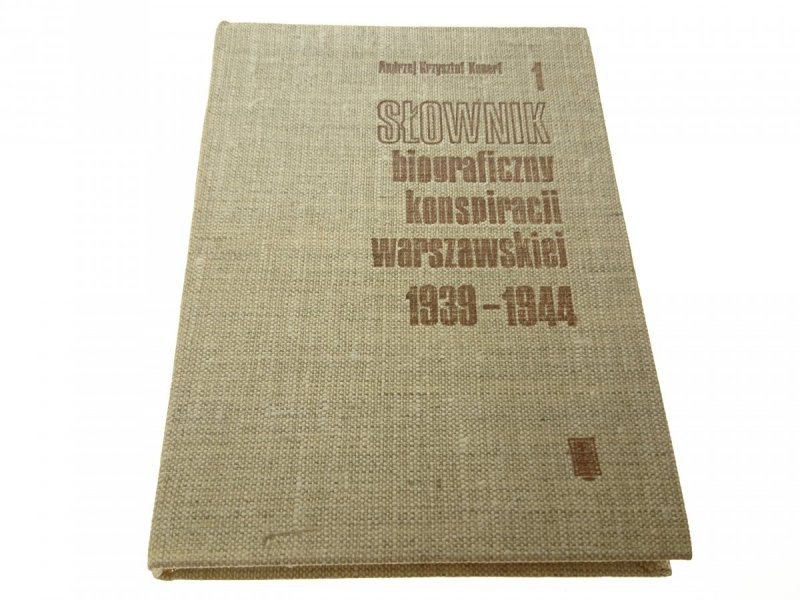 Andrzej Krzysztof Kunert 1
SŁOWNIK
biograficzny
konspiracji
warszawskiej
1939-1944